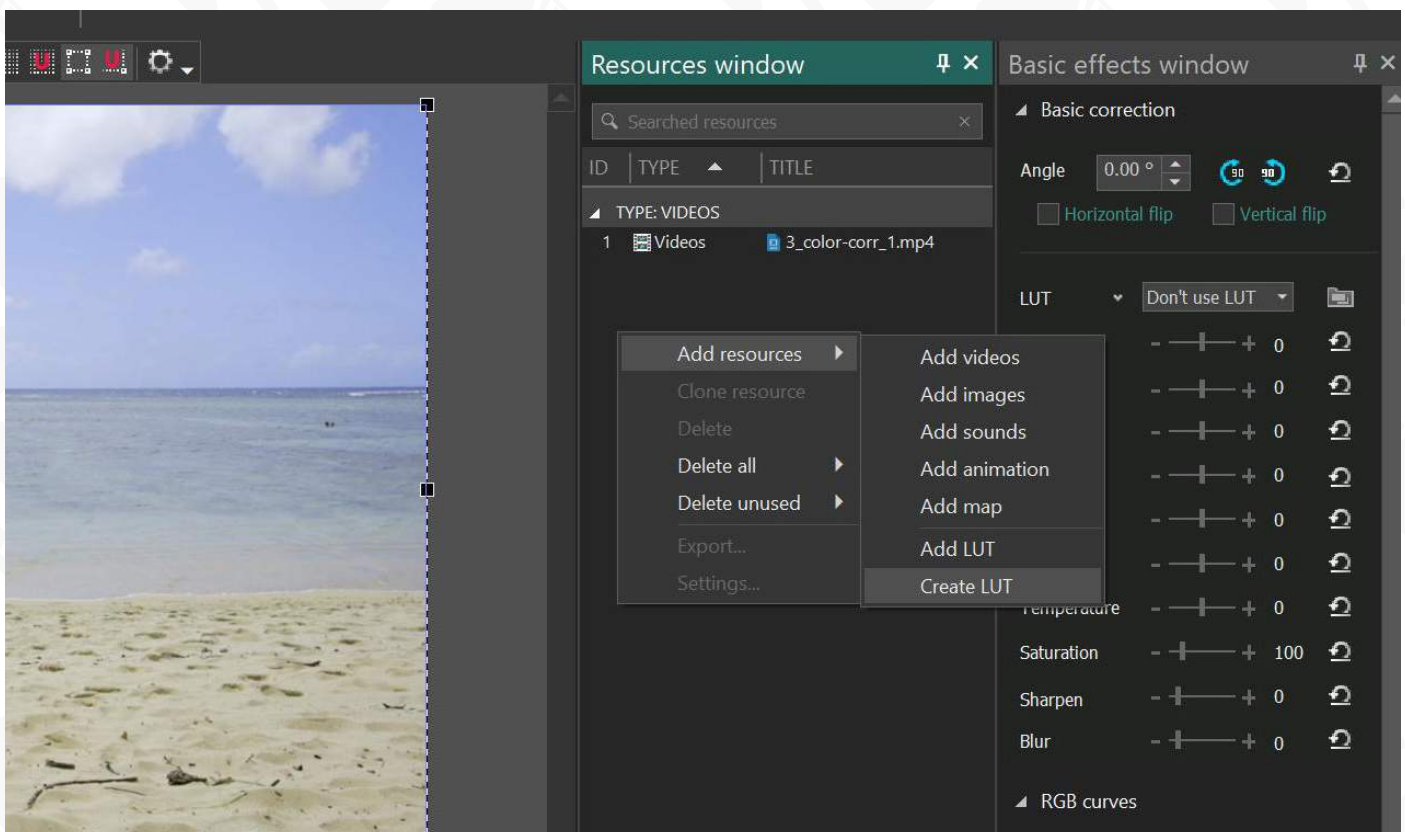 Resources window
Searched resources
ID TYPE TITLE
TYPE: VIDEOS
1 Videos 3_color-corr_1.mp4
Add resources
Clone resource
Delete
Delete all
Delete unused
Export...
Settings...
Add videos
Add images
Add sounds
Add animation
Add map
Add LUT
Create LUT
Basic effects window
Basic correction
Angle 0.00 ° 90 90
Horizontal flip Vertical flip
LUT Don't use LUT
- + 0
- + 0
- + 0
- + 0
- + 0
- + 0
Temperature - + 0
Saturation - + 100
Sharpen - + 0
Blur - + 0
RGB curves